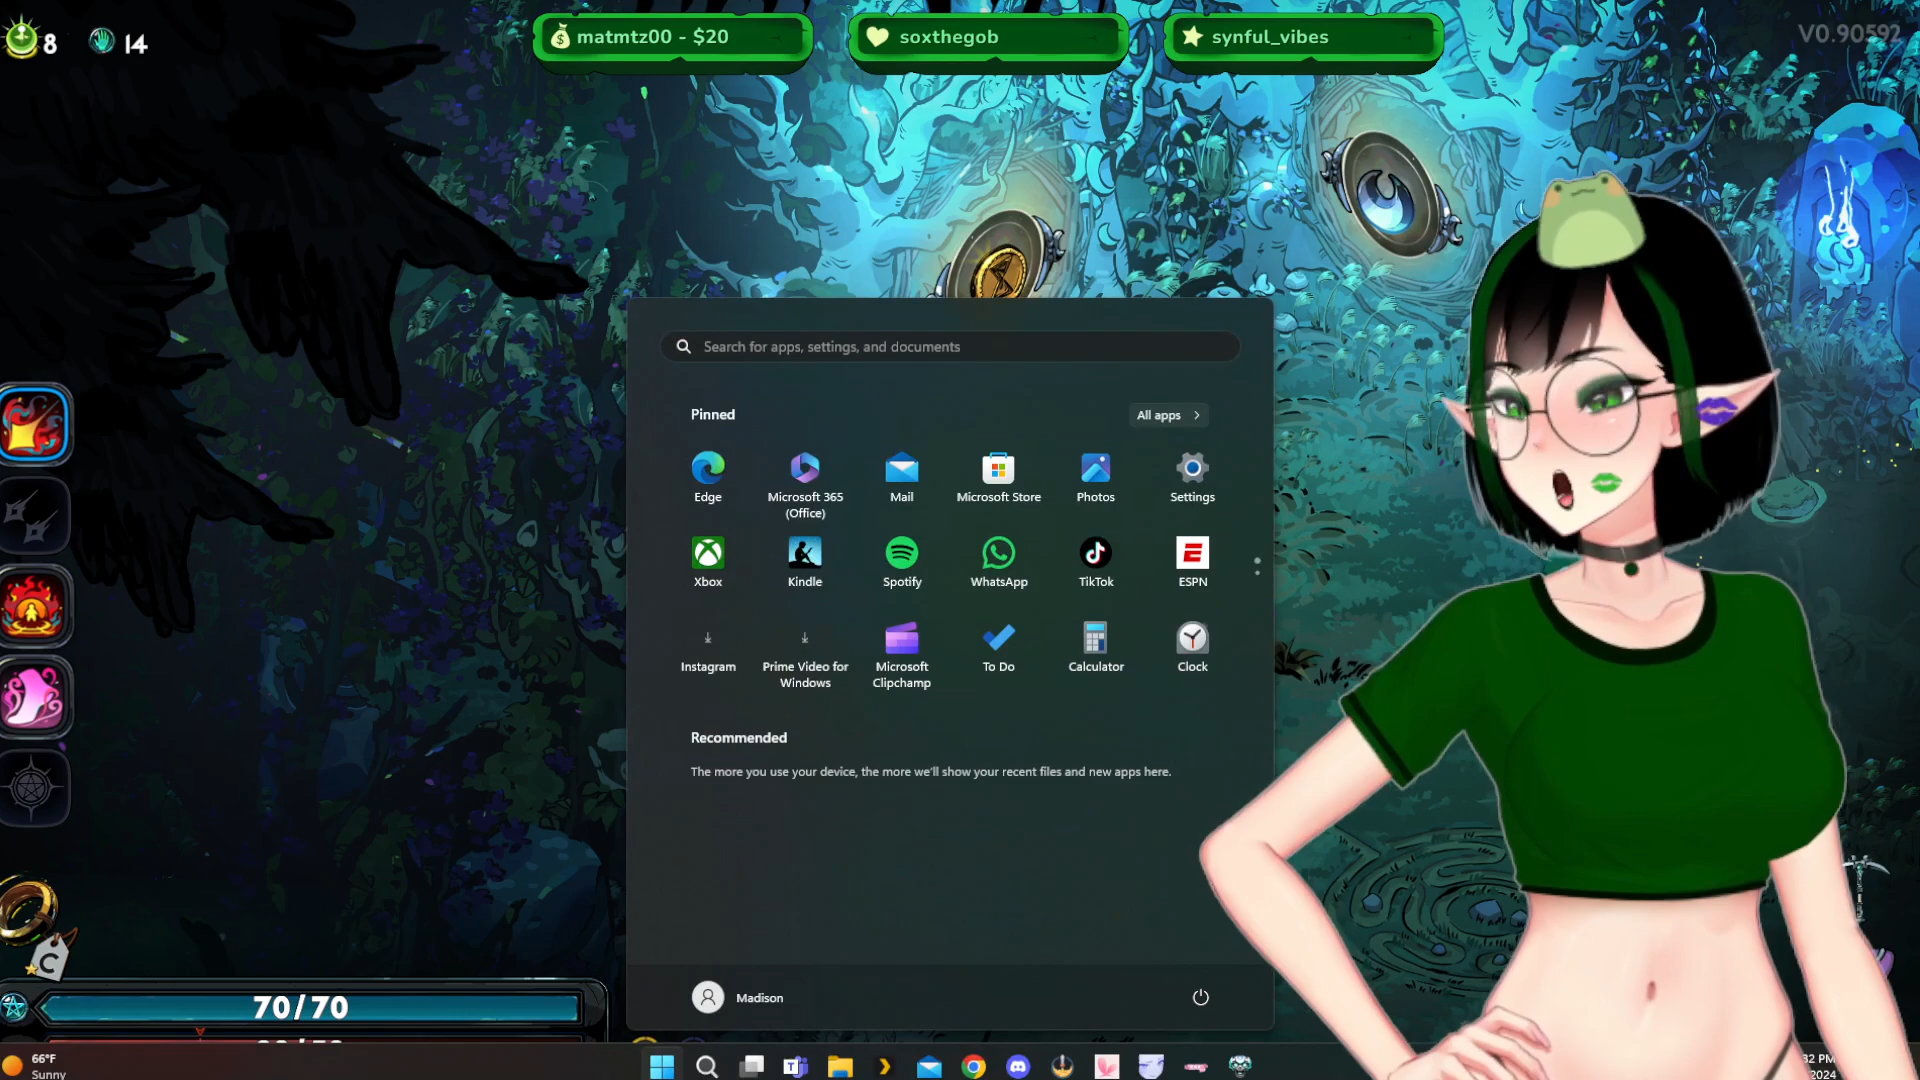 8
14
matmtz00 - $20
soxthegob
synful_vibes
V0.90592
Search for apps, settings, and documents
Pinned
All apps
Edge
Microsoft 365
(Office)
Mail
Microsoft Store
Photos
Settings
Xbox
Kindle
Spotify
WhatsApp
TikTok
ESPN
Instagram
Prime Video for
Windows
Microsoft
Clipchamp
To Do
Calculator
Clock
Recommended
The more you use your device, the more we'll show your recent files and new apps here.
C
70/70
Madison
66°F
Sunny
32 PM
2024